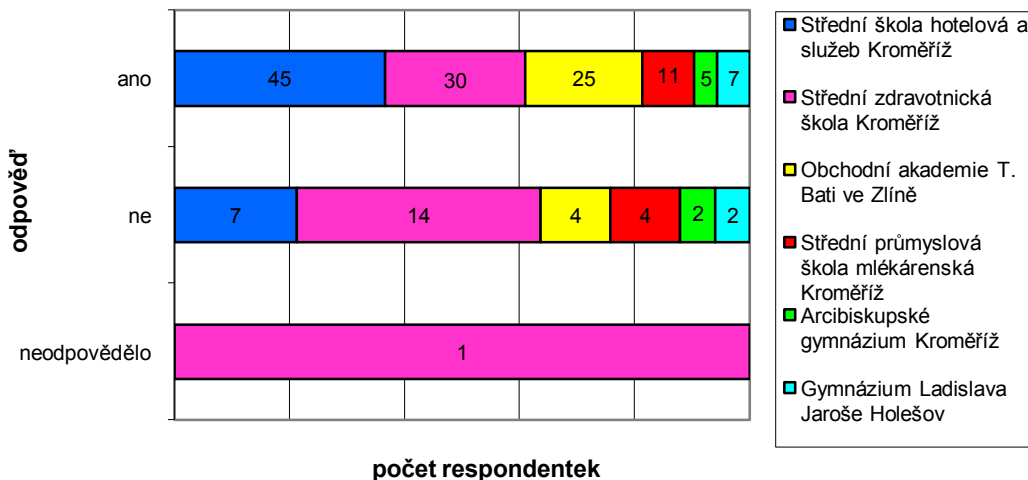 ano
45 30 25 11 5 7
ne
7 14 4 4 2 2
neodpovědělo
1
odpověď
počet respondentek
Střední škola hotelová a
služeb Kroměříž
Střední zdravotnická
škola Kroměříž
Obchodní akademie T.
Bati ve Zlíně
Střední průmyslová
škola mlékárenská
Kroměříž
Arcibiskupské
gymnázium Kroměříž
Gymnázium Ladislava
Jaroše Holešov